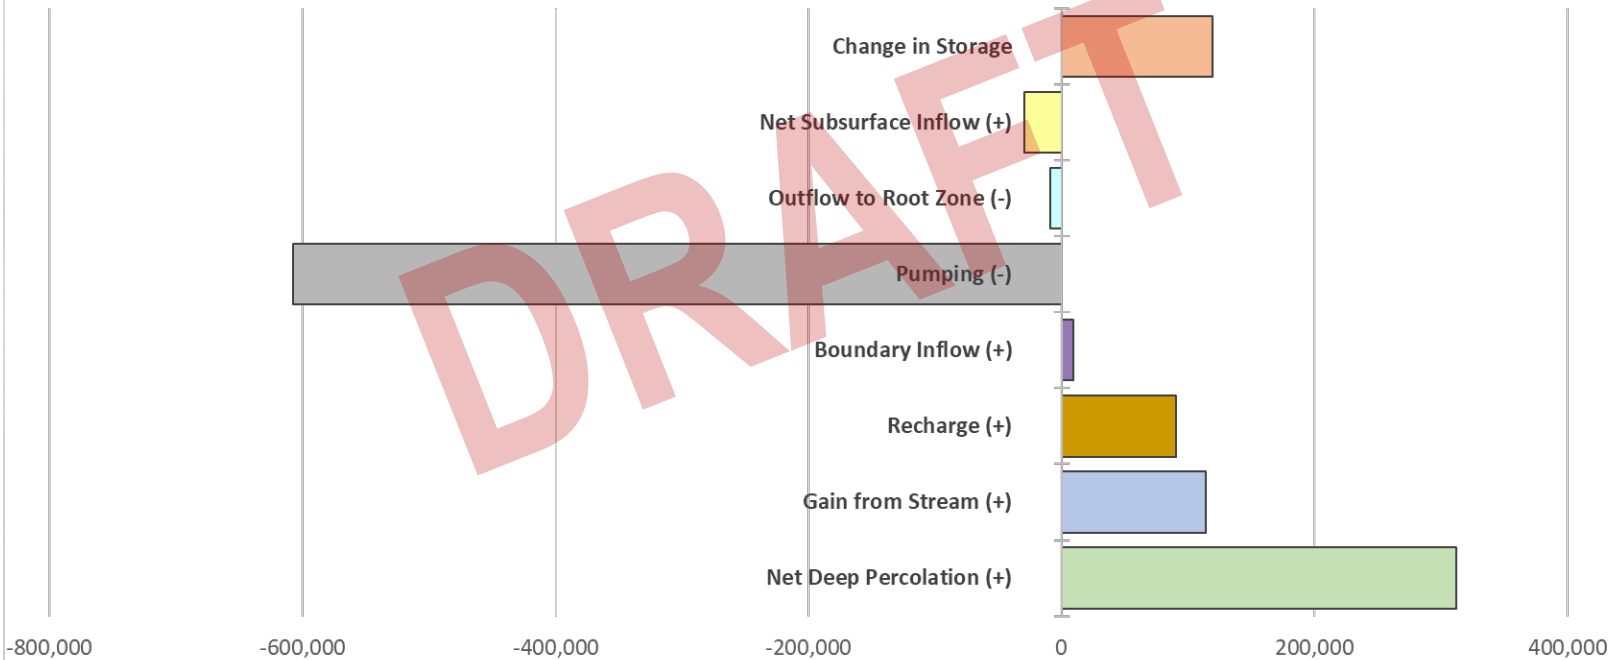 Change in Storage
Net Subsurface Inflow (+)
Outflow to Root Zone (-)
Pumping (-)
Boundary Inflow (+)
Recharge (+)
Gain from Stream (+)
Net Deep Percolation (+)
-800,000 -600,000 -400,000 -200,000 0 200,000 400,000
DRAFT